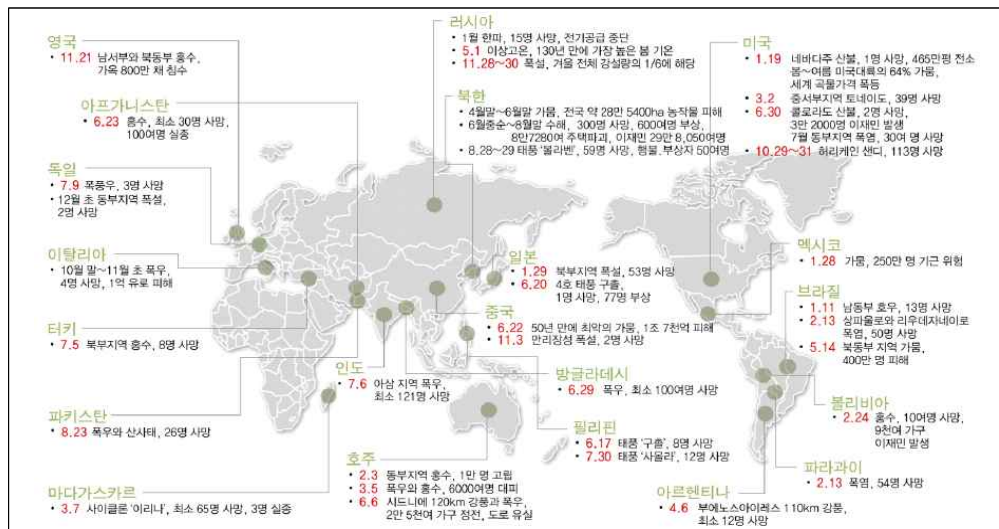 영국
• 11.21 남서부와 북동부 홍수,
가옥 800만 채 침수
아프가니스탄
• 6.23 홍수, 최소 30명 사망,
100여명 실종
독일
• 7.9 폭풍우, 3명 사망
• 12월 초 동부지역 폭설,
2명 사망
이탈리아
• 10월 말~11월 초 폭우,
4명 사망, 1억 유로 피해
터키
• 7.5 북부지역 홍수, 8명 사망
파키스탄
• 8.23 폭우와 산사태, 26명 사망
마다가스카르
• 3.7 사이클론 '이리나', 최소 65명 사망, 3명 실종
러시아
• 1월 한파, 15명 사망, 전기공급 중단
• 5.1 이상고온, 130년 만에 가장 높은 봄 기온
• 11.28~30 폭설, 겨울 전체 강설량의 1/6에 해당
북한
• 4월말~6월말 가뭄, 전국 약 28만 5400ha 농작물 피해
• 6월중순~8월말 수해, 300명 사망, 600여명 부상,
8만7280여 주택파괴, 이재민 29만 8,050여명
• 8.28~29 태풍 '볼라벤', 59명 사망, 행불, 부상자 50여명
일본
• 1.29 북부지역 폭설, 53명 사망
• 6.20 4호 태풍 구촐,
1명 사망, 77명 부상
중국
• 6.22 50년 만에 최악의 가뭄, 1조 7천억 피해
• 11.3 만리장성 폭설, 2명 사망
인도
• 7.6 아삼 지역 폭우,
최소 121명 사망
방글라데시
• 6.29 폭우, 최소 100여명 사망
필리핀
• 6.17 태풍 '구촐', 8명 사망
• 7.30 태풍 '사올라', 12명 사망
호주
• 2.3 동부지역 홍수, 1만 명 고립
• 3.5 폭우와 홍수, 6000여명 대피
• 6.6 시드니에 120km 강풍과 폭우,
2만 5천여 가구 정전, 도로 유실
미국
• 1.19 네바다주 산불, 1명 사망, 465만평 전소
봄~여름 미국대륙의 64% 가뭄,
세계 곡물가격 폭등
• 3.2 중서부지역 토네이도, 39명 사망
• 6.30 콜로라도 산불, 2명 사망,
3만 2000명 이재민 발생
7월 동부지역 폭염, 30여 명 사망
• 10.29~31 허리케인 샌디, 113명 사망
멕시코
• 1.28 가뭄, 250만 명 기근 위험
브라질
• 1.11 남동부 호우, 13명 사망
• 2.13 상파울로와 리우데자네이로
폭염, 50명 사망
• 5.14 북동부 지역 가뭄,
400만 명 피해
볼리비아
• 2.24 홍수, 10여명 사망,
9천여 가구
이재민 발생
파라과이
• 2.13 폭염, 54명 사망
아르헨티나
• 4.6 부에노스아이레스 110km 강풍,
최소 12명 사망